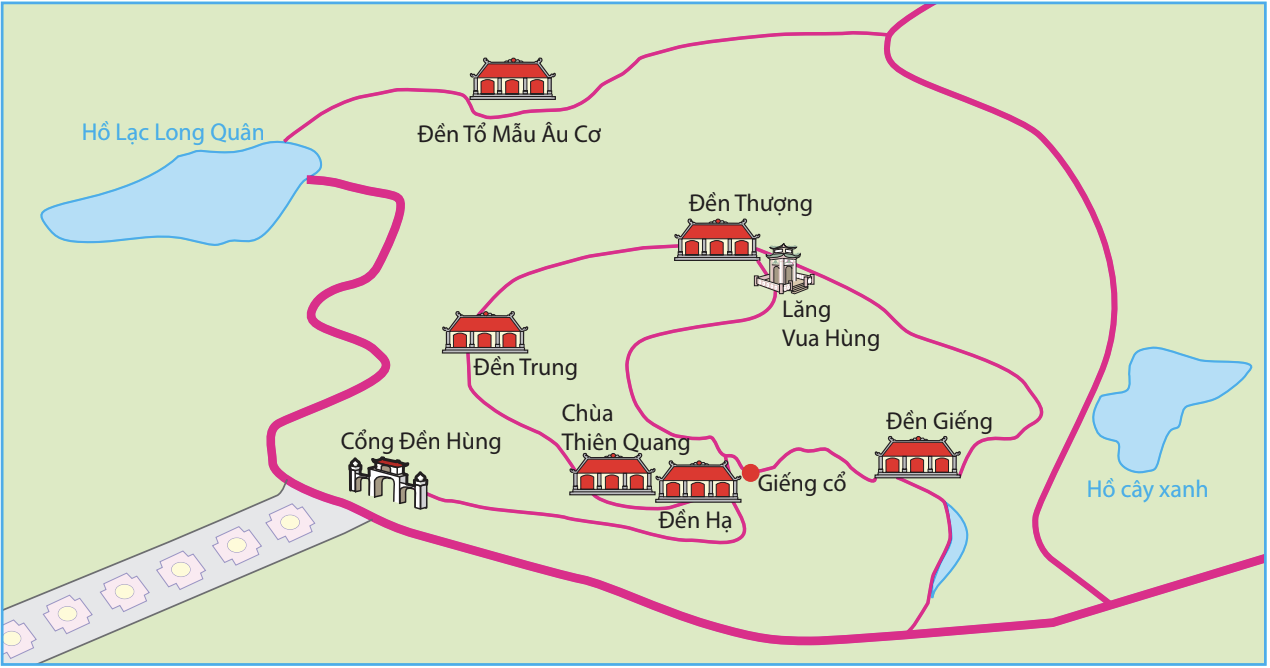 Hồ Lạc Long Quân
Đền Tổ Mẫu Âu Cơ
Đền Thượng
Lăng
Vua Hùng
Đền Trung
Chùa
Thiên Quang
Cổng Đền Hùng
Đền Giếng
Giếng cổ
Đền Hạ
Hồ cây xanh